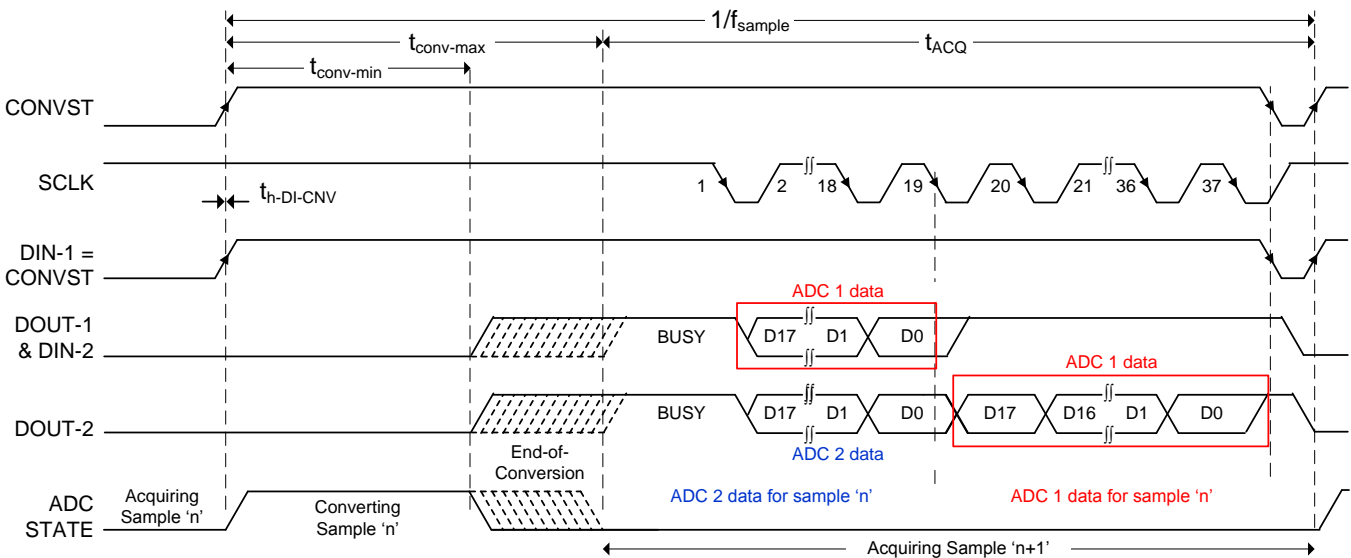 1/fsample
tconv-max
tACQ
tconv-min
CONVST
SCLK
1 2 18 19 20 21 36 37
∫∫ ∫∫
th-DI-CNV
DIN-1 =
CONVST
ADC 1 data
DOUT-1
& DIN-2
BUSY
D17 ∫∫ D1 D0
∫∫
ADC 1 data
DOUT-2
BUSY
D17 ∫∫ D1 D0 D17 D16 ∫∫ D1 D0
∫∫ ∫∫
End-of-
Conversion
ADC 2 data
ADC
STATE
Acquiring
Sample ‘n’
Converting
Sample ‘n’
ADC 2 data for sample ‘n’
ADC 1 data for sample ‘n’
Acquiring Sample ‘n+1’